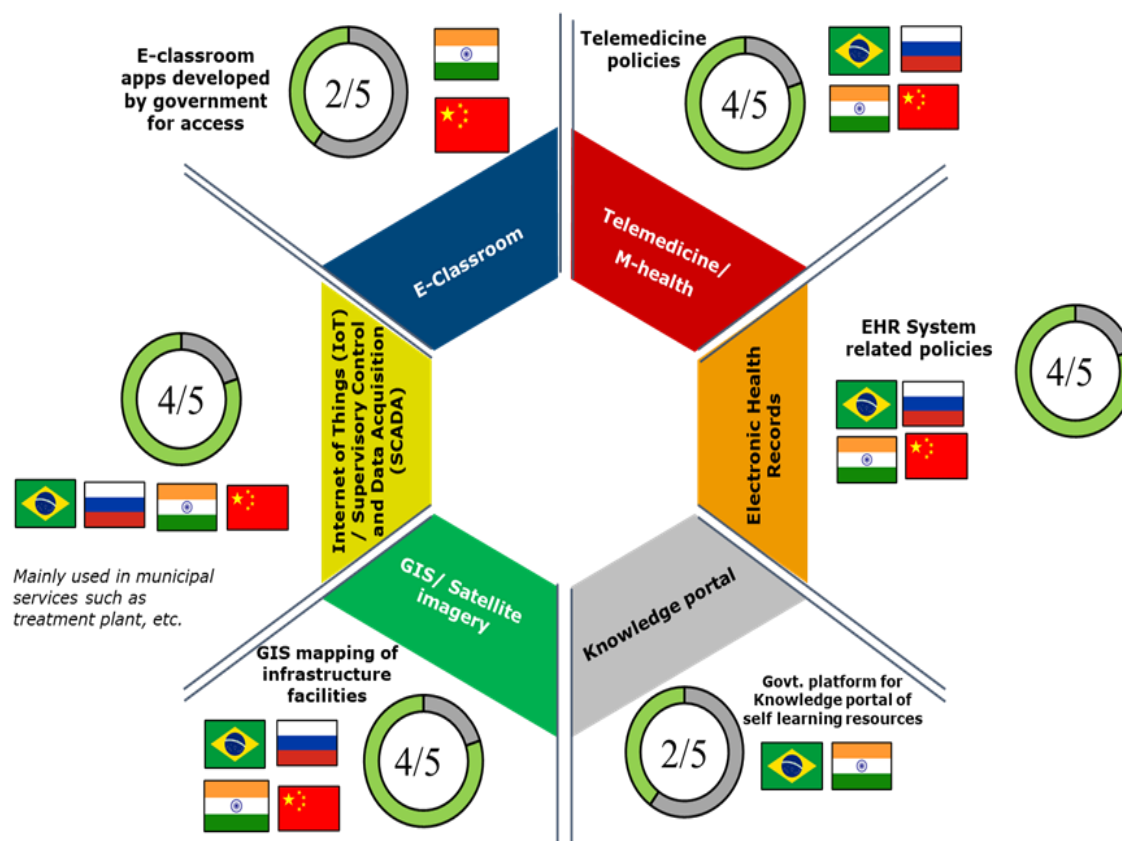 E-classroom
apps developed
by government
for access
2/5
Telemedicine
policies
4/5
E-Classroom
Telemedicine/
M-health
Internet of Things (IoT)
/ Supervisory Control
and Data Acquisition
(SCADA)
4/5
Mainly used in municipal
services such as
treatment plant, etc.
EHR System
related policies
4/5
Electronic Health
Records
GIS/ Satellite
imagery
Knowledge portal
GIS mapping of
infrastructure
facilities
4/5
2/5
Govt. platform for
Knowledge portal of
self learning resources